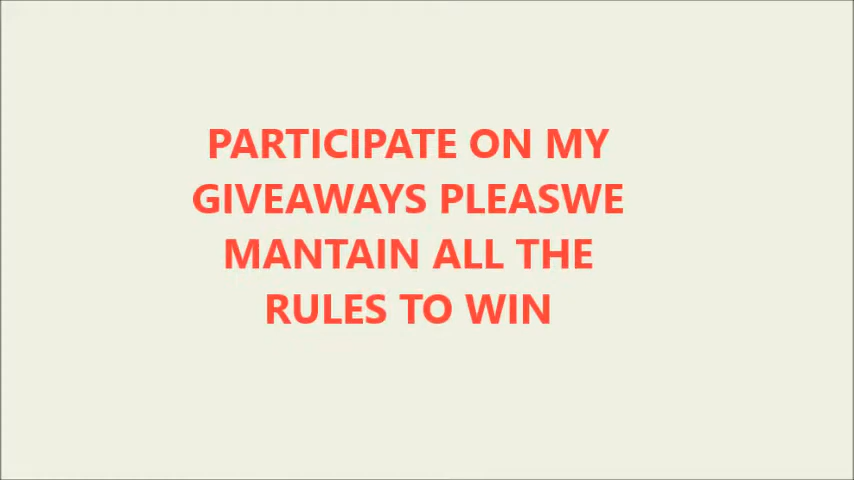 PARTICIPATE ON MY
GIVEAWAYS PLEASWE
MANTAIN ALL THE
RULES TO WIN